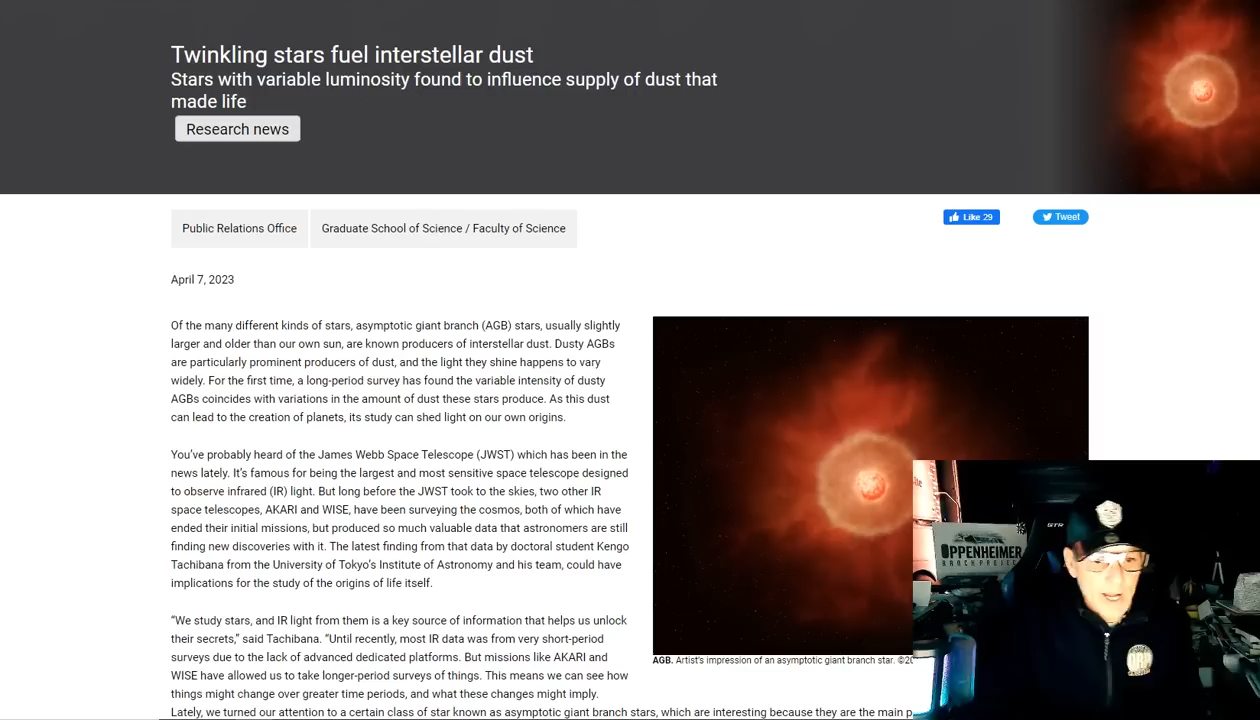 Twinkling stars fuel interstellar dust
Stars with variable luminosity found to influence supply of dust that
made life
Research news
Public Relations Office
Graduate School of Science / Faculty of Science
Like 29
Tweet
April 7, 2023
Of the many different kinds of stars, asymptotic giant branch (AGB) stars, usually slightly
larger and older than our own sun, are known producers of interstellar dust. Dusty AGBs
are particularly prominent producers of dust, and the light they shine happens to vary
widely. For the first time, a long-period survey has found the variable intensity of dusty
AGBs coincides with variations in the amount of dust these stars produce. As this dust
can lead to the creation of planets, its study can shed light on our own origins.
You've probably heard of the James Webb Space Telescope (JWST) which has been in the
news lately. It's famous for being the largest and most sensitive space telescope designed
to observe infrared (IR) light. But long before the JWST took to the skies, two other IR
space telescopes, AKARI and WISE, have been surveying the cosmos, both of which have
ended their initial missions, but produced so much valuable data that astronomers are still
finding new discoveries with it. The latest finding from that data by doctoral student Kengo
Tachibana from the University of Tokyo's Institute of Astronomy and his team, could have
implications for the study of the origins of life itself.
“We study stars, and IR light from them is a key source of information that helps us unlock
their secrets,” said Tachibana. “Until recently, most IR data was from very short-period
surveys due to the lack of advanced dedicated platforms. But missions like AKARI and
WISE have allowed us to take longer-period surveys of things. This means we can see how
things might change over greater time periods, and what these changes might imply.
Lately, we turned our attention to a certain class of star known as asymptotic giant branch stars, which are interesting because they are the main p
AGB. Artist's impression of an asymptotic giant branch star. ©20
OPPENHEIMER
RANCH PROJECT
GTR